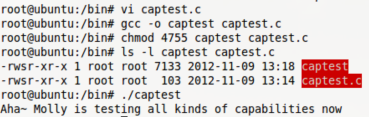 root@ubuntu:/bin# vi captest.c
root@ubuntu:/bin# gcc -o captest captest.c
root@ubuntu:/bin# chmod 4755 captest captest.c
root@ubuntu:/bin# ls -l captest captest.c
-rwsr-xr-x 1 root root 7133 2012-11-09 13:18 captest
-rwsr-xr-x 1 root root  103 2012-11-09 13:14 captest.c
root@ubuntu:/bin# ./captest
Aha~ Molly is testing all kinds of capabilities now